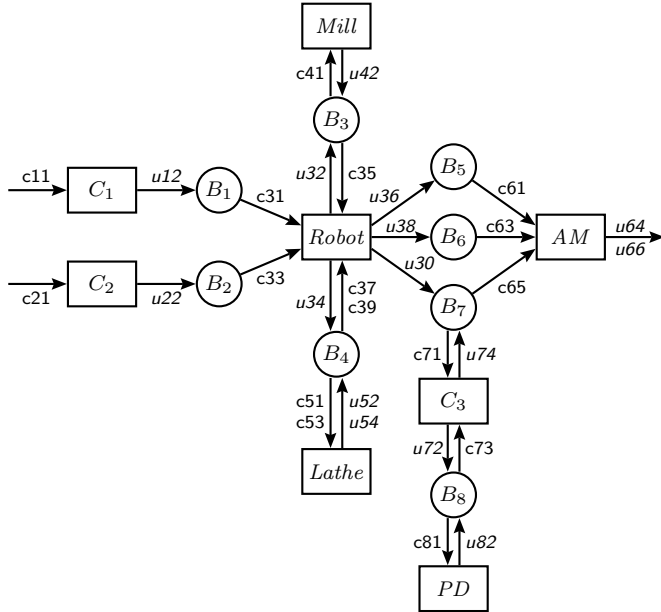 Mill
c41
u42
B3
u32
c35
c11
C1
u12
B1
c31
u36
B5
c61
Robot
u38
B6
c63
AM
u64
u66
c21
C2
u22
B2
c33
u30
c65
B7
u34
c37
c39
B4
c71
u74
c51
c53
u52
u54
C3
u72
c73
Lathe
B8
c81
u82
PD